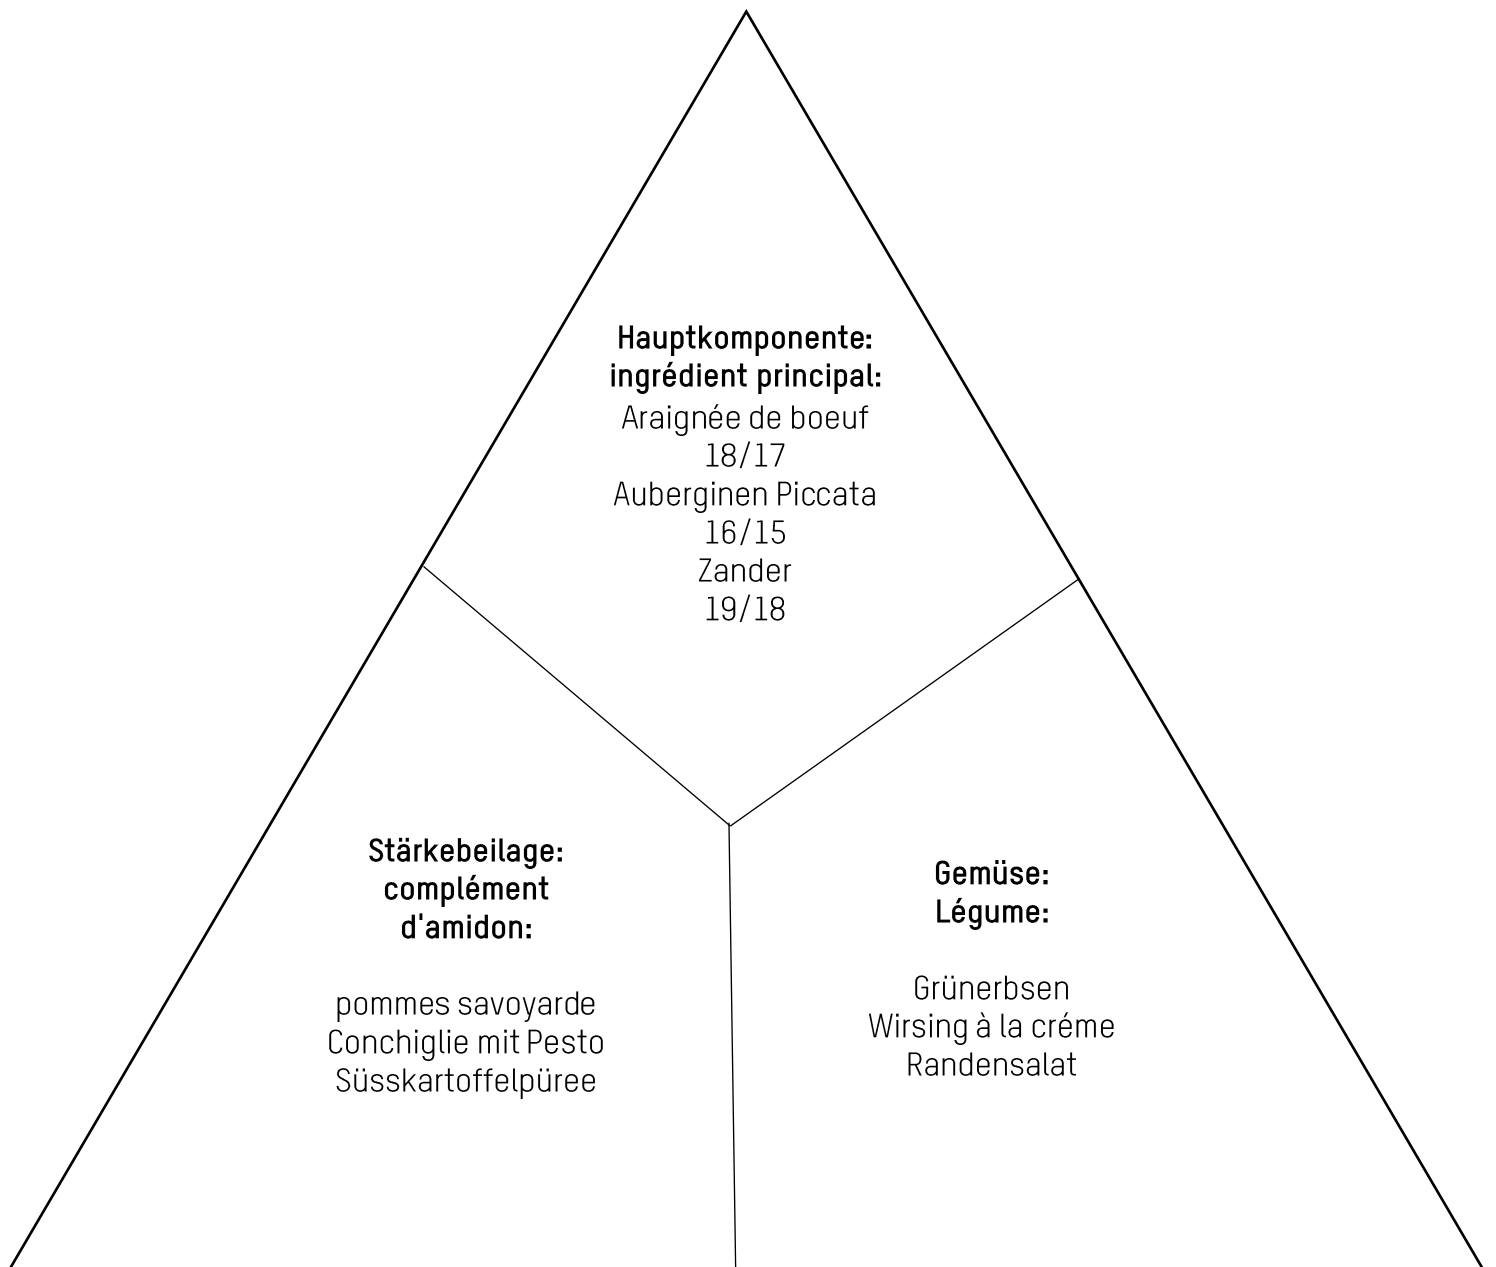 Hauptkomponente:
ingrédient principal:
Araignée de boeuf
18/17
Auberginen Piccata
16/15
Zander
19/18
Stärkebeilage:
complément
d'amidon:
pommes savoyarde
Conchiglie mit Pesto
Süsskartoffelpüree
Gemüse:
Légume:
Grünerbsen
Wirsing à la créme
Randensalat